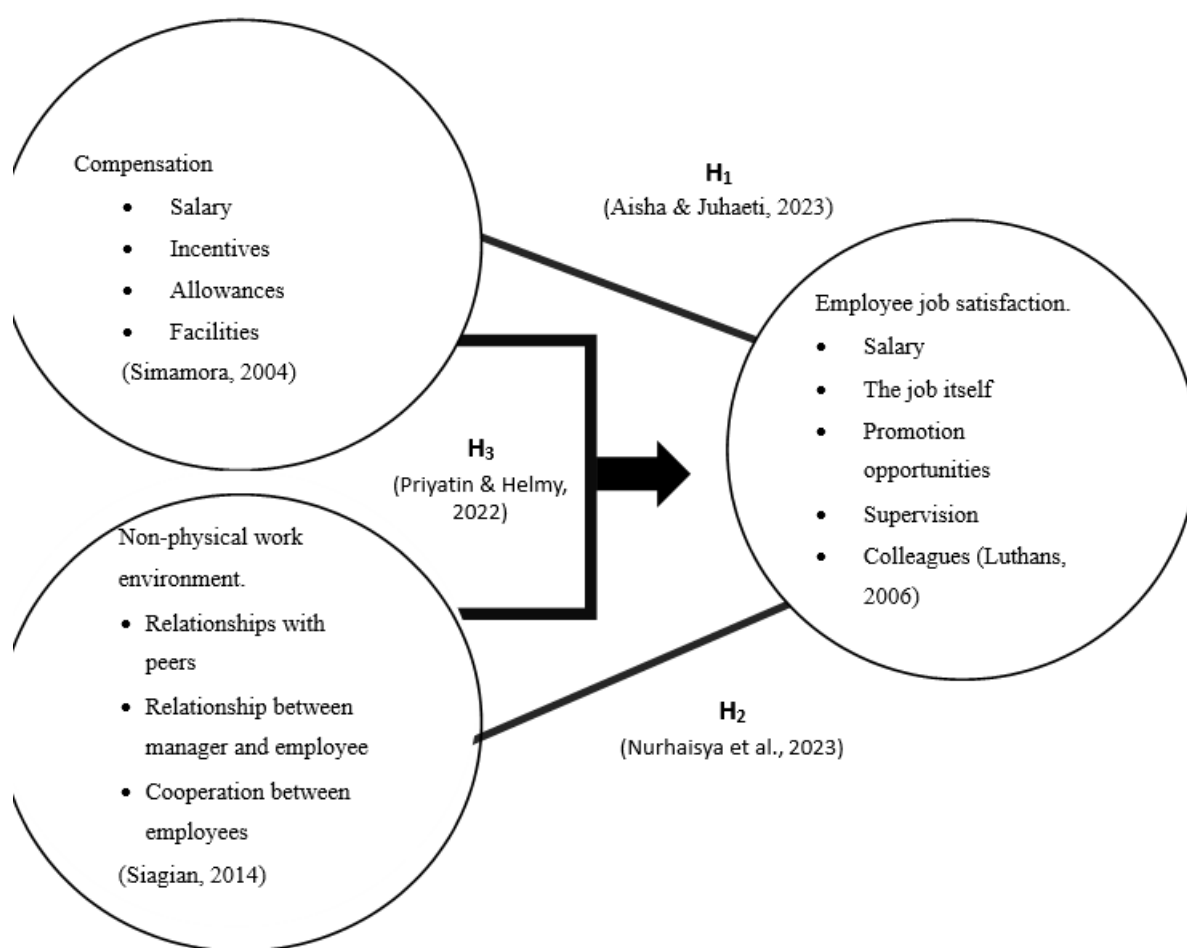 Compensation
• Salary
• Incentives
• Allowances
• Facilities
(Simamora, 2004)
H₁
(Aisha & Juhaeti, 2023)
Employee job satisfaction.
• Salary
• The job itself
• Promotion
opportunities
• Supervision
• Colleagues (Luthans,
2006)
H₃
(Priyatin & Helmy,
2022)
Non-physical work
environment.
• Relationships with
peers
• Relationship between
manager and employee
• Cooperation between
employees
(Siagian, 2014)
H₂
(Nurhaisya et al., 2023)